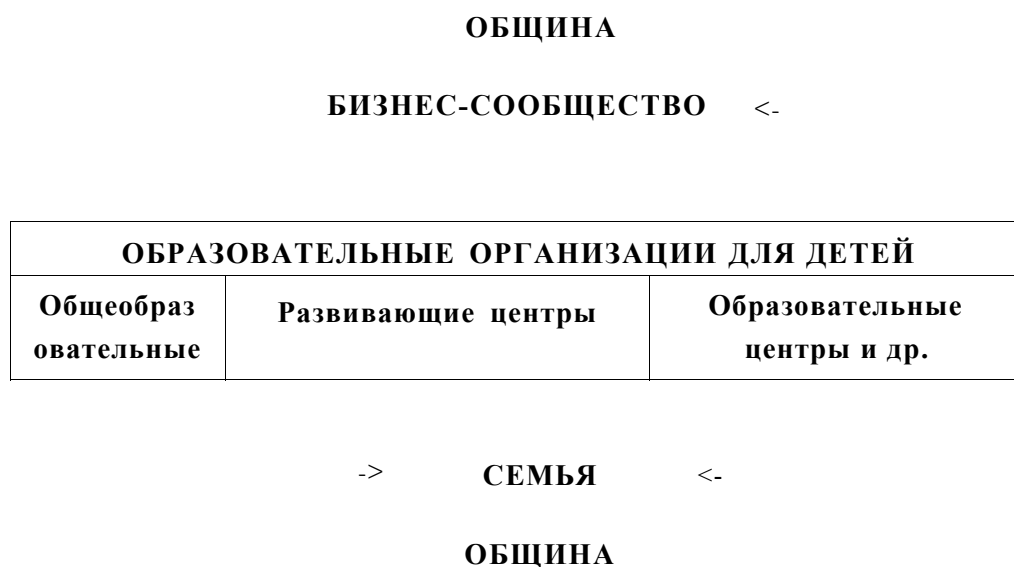 ОБЩИНА
БИЗНЕС-СООБЩЕСТВО <-
ОБРАЗОВАТЕЛЬНЫЕ ОРГАНИЗАЦИИ ДЛЯ ДЕТЕЙ
Общеобраз
овательные
Развивающие центры
Образовательные
центры и др.
-> СЕМЬЯ <-
ОБЩИНА